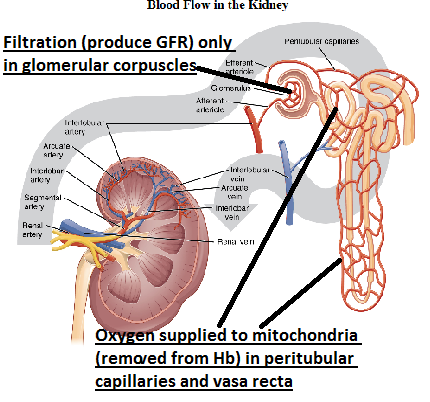 Blood Flow in the Kidney
Filtration (produce GFR) only
in glomerular corpuscles
Peritubular capillaries
Efferent
arteriole
Glomerulus
Afferent
arteriole
Interlobular
artery
Arcuate
artery
Interlobar
artery
Segmental
artery
Renal
artery
Interlobular
vein
Arcuate
vein
Interlobar
vein
Renal vein
Oxygen supplied to mitochondria
(removed from Hb) in peritubular
capillaries and vasa recta